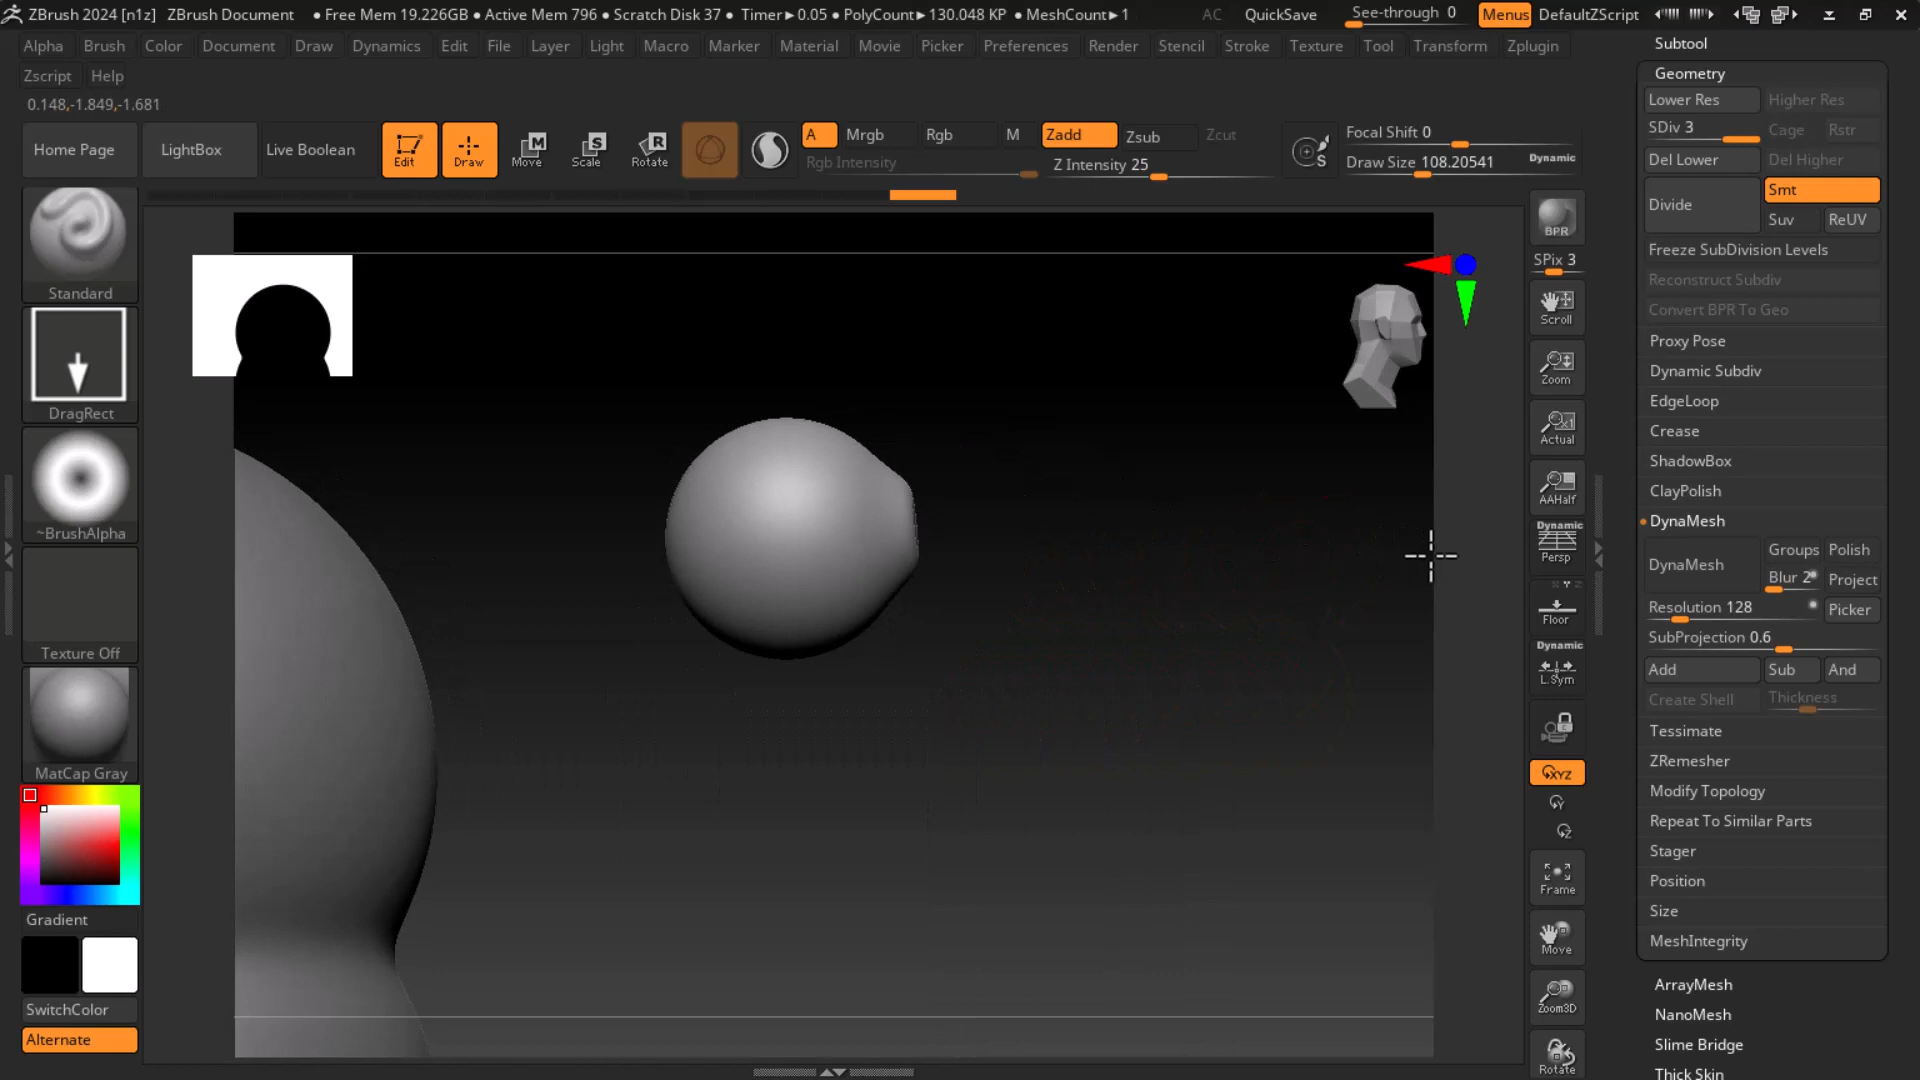 ZBrush 2024 [n1z] ZBrush Document • Free Mem 19.226GB • Active Mem 796 • Scratch Disk 37 • Timer▸0.05 • PolyCount▸130.048 KP • MeshCount▸1 AC QuickSave See-through 0 Menus DefaultZScript
Alpha Brush Color Document Draw Dynamics Edit File Layer Light Macro Marker Material Movie Picker Preferences Render Stencil Stroke Texture Tool Transform Zplugin
Zscript Help
0.148,-1.849,-1.681
Home Page LightBox Live Boolean Edit Draw Move Scale Rotate A Mrgb Rgb M Zadd Zsub Zcut Focal Shift 0
Rgb Intensity Z Intensity 25 Draw Size 108.20541 Dynamic
Standard
DragRect
~BrushAlpha
Texture Off
MatCap Gray
Gradient
SwitchColor
Alternate
BPR
SPix 3
Scroll
Zoom
Actual
AAHalf
Dynamic
Persp
Floor
Dynamic
L.Sym
XYZ
Y
Z
Frame
Move
Zoom3D
Rotate
Subtool
Geometry
Lower Res Higher Res
SDiv 3 Cage Rstr
Del Lower Del Higher
Divide Smt
Suv ReUV
Freeze SubDivision Levels
Reconstruct Subdiv
Convert BPR To Geo
Proxy Pose
Dynamic Subdiv
EdgeLoop
Crease
ShadowBox
ClayPolish
DynaMesh
DynaMesh Groups Polish
Blur 2 Project
Resolution 128 Picker
SubProjection 0.6
Add Sub And
Create Shell Thickness
Tessimate
ZRemesher
Modify Topology
Repeat To Similar Parts
Stager
Position
Size
MeshIntegrity
ArrayMesh
NanoMesh
Slime Bridge
Thick Skin